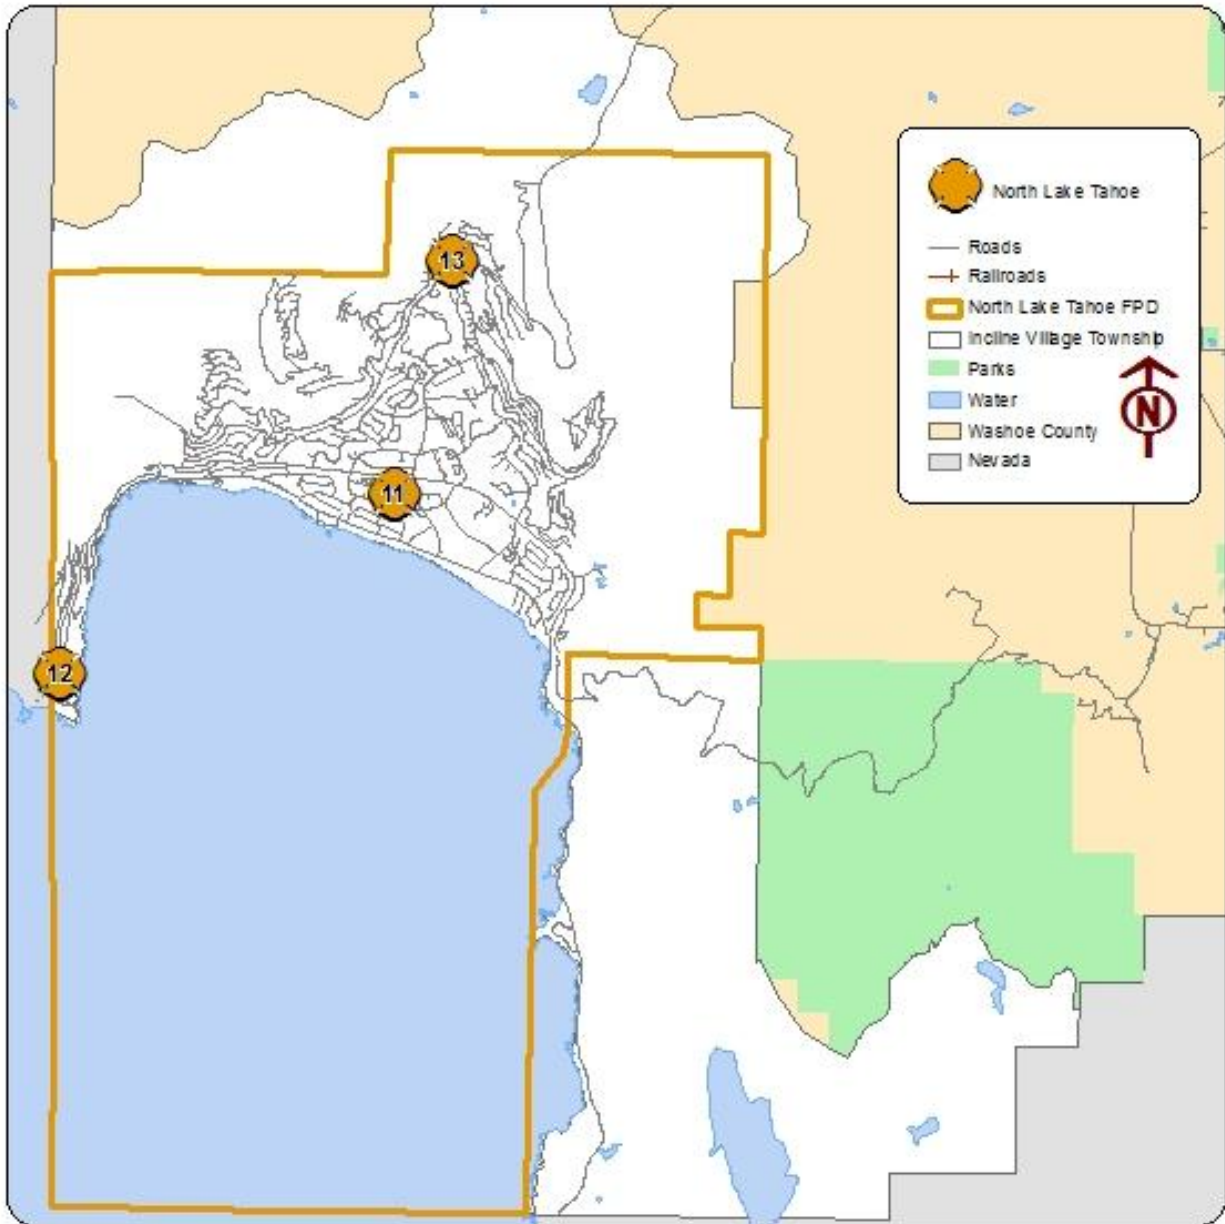 13
11
12
North Lake Tahoe
Roads
Railroads
North Lake Tahoe FPD
Incline Village Township
Parks
Water
Washoe County
Nevada
N